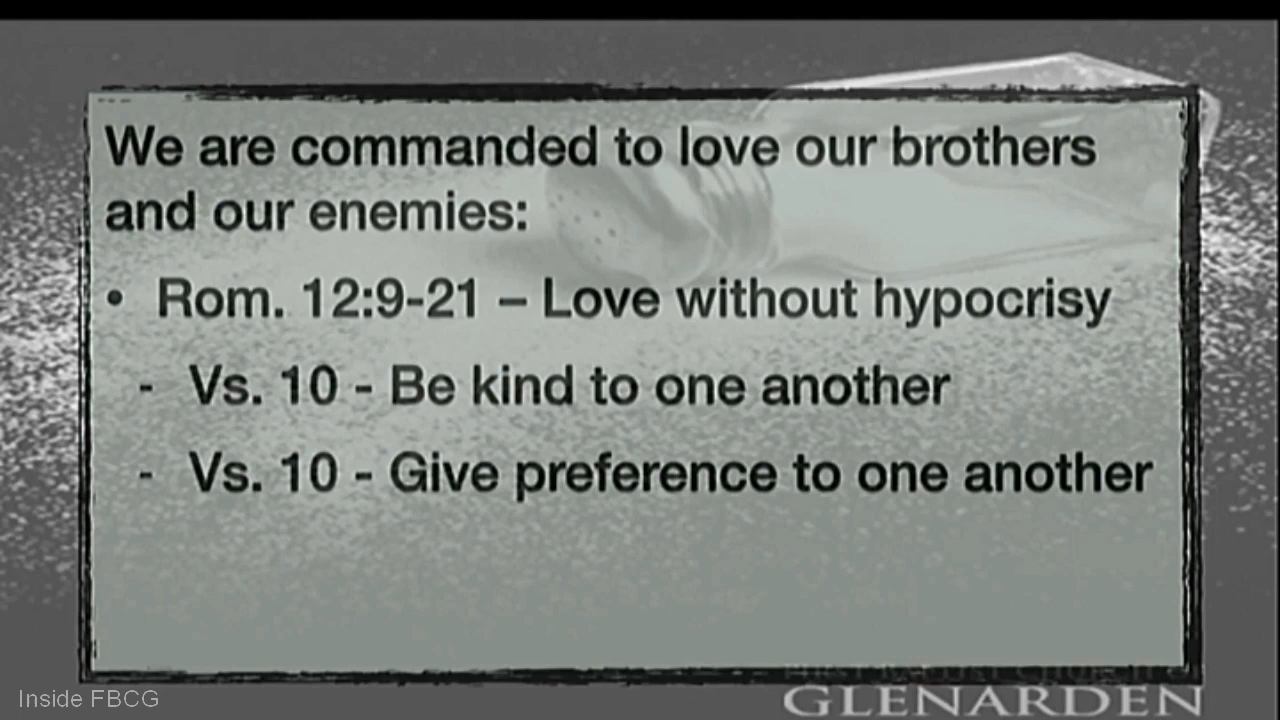 We are commanded to love our brothers
and our enemies:
• Rom. 12:9-21 – Love without hypocrisy
- Vs. 10 - Be kind to one another
- Vs. 10 - Give preference to one another
Inside FBCG
GLENARDEN